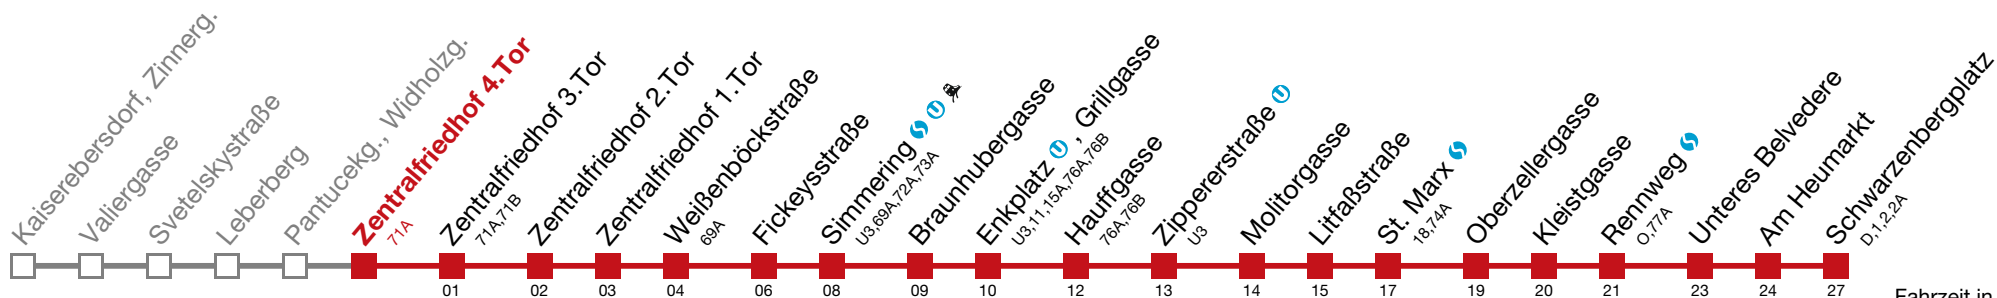 Kaiserebersdorf, Zinnerg.
Valiergasse
Svetelskystraße
Leberberg
Pantucekg., Widholzg.
Zentralfriedhof 4.Tor
71A
Zentralfriedhof 3.Tor
71A,71B
Zentralfriedhof 2.Tor
Zentralfriedhof 1.Tor
Weißenböckstraße
69A
Fickeysstraße
Simmering S U
U3,69A,72A,73A
Braunhubergasse
Enkplatz U , Grillgasse
U3,11,15A,76A,76B
Hauffgasse
76A,76B
Zippererstraße U
U3
Molitorgasse
Litfaßstraße
St. Marx S
18,74A
Oberzellergasse
Kleistgasse
Rennweg S
O,77A
Unteres Belvedere
Am Heumarkt
Schwarzenbergplatz
D,1,2,2A
01 02 03 04 06 08 09 10 12 13 14 15 17 19 20 21 23 24 27
Fahrzeit in